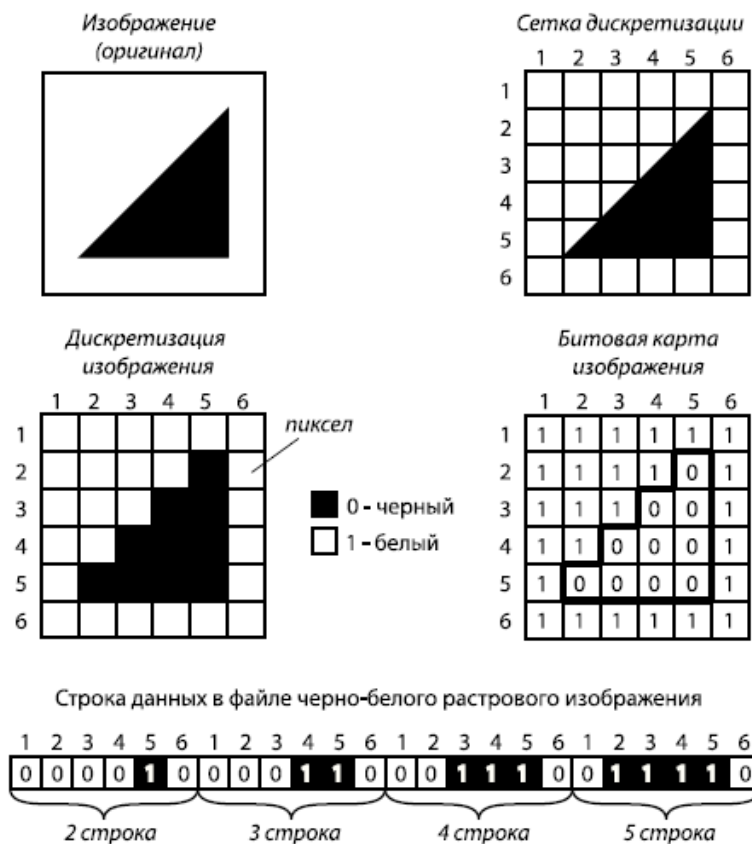 Изображение
(оригинал)
Сетка дискретизации
1 2 3 4 5 6
1
2
3
4
5
6
Дискретизация
изображения
1 2 3 4 5 6
1
2
3
4
5
6
пиксел
0 - черный
1 - белый
Битовая карта
изображения
1 2 3 4 5 6
1 1 1 1 1 1 1
2 1 1 1 1 0 1
3 1 1 1 0 0 1
4 1 1 0 0 0 1
5 1 0 0 0 0 1
6 1 1 1 1 1 1
Строка данных в файле черно-белого растрового изображения
1 2 3 4 5 6 1 2 3 4 5 6 1 2 3 4 5 6 1 2 3 4 5 6
0 0 0 0 1 0 0 0 0 1 1 0 0 0 1 1 1 0 0 1 1 1 1 0
2 строка 3 строка 4 строка 5 строка